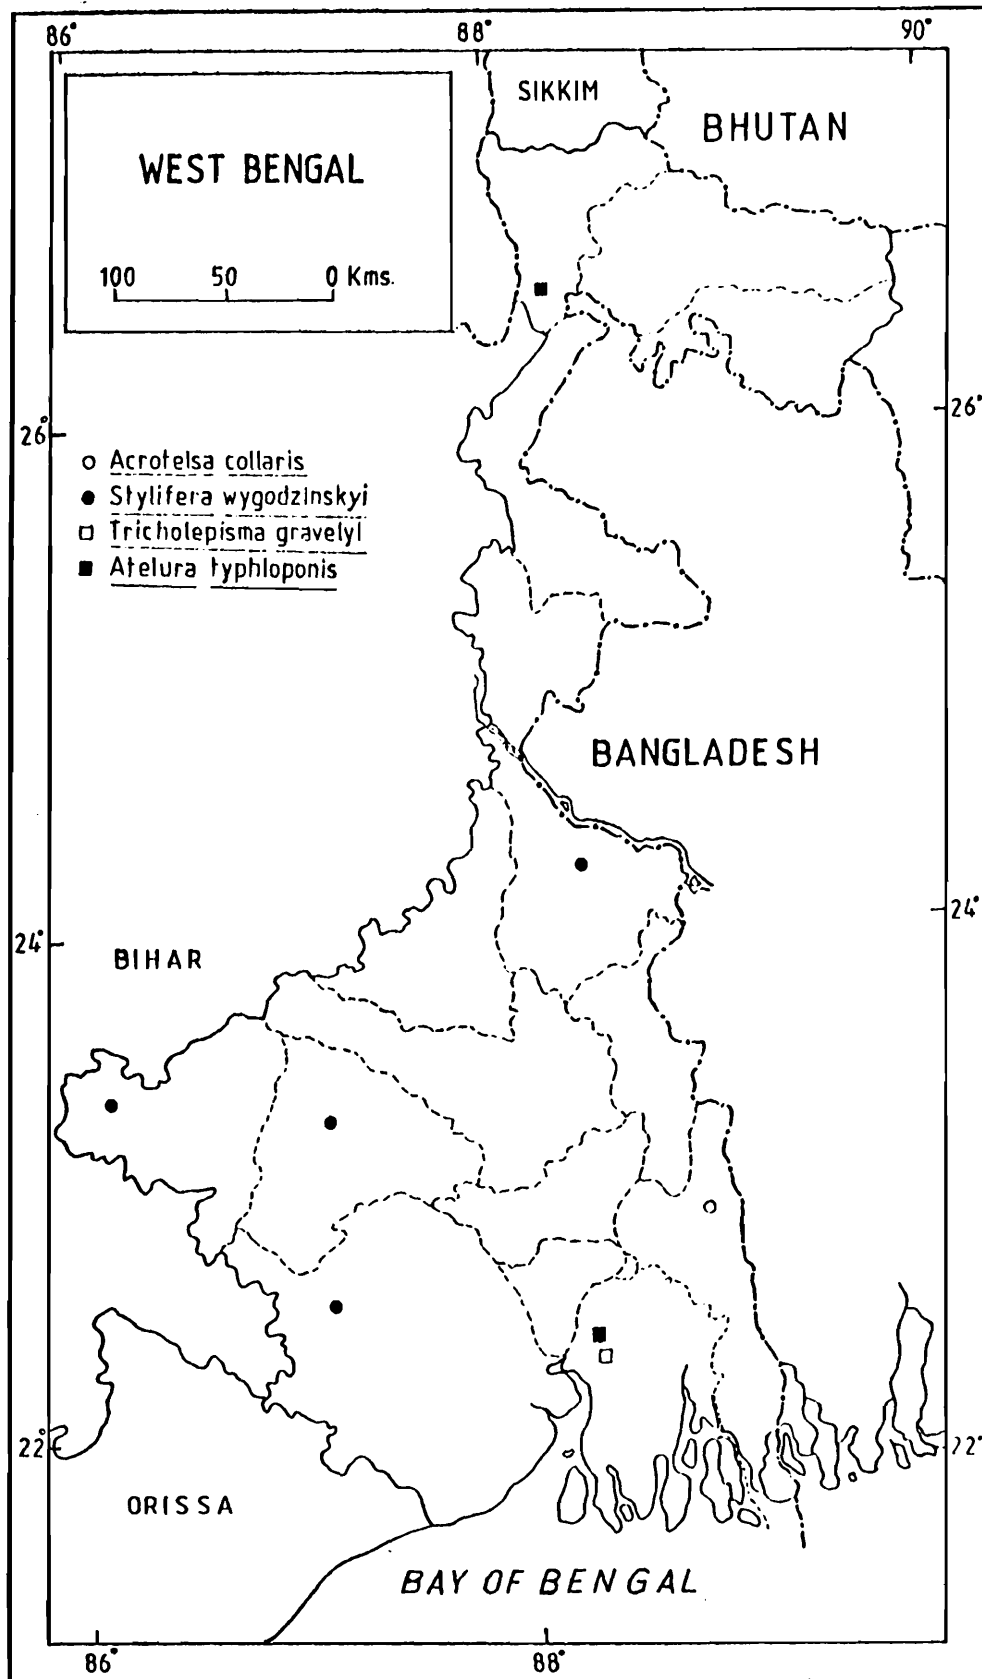 86° 88° 90°
SIKKIM
BHUTAN
WEST BENGAL
100 50 0 Kms.
26° 26°
○ Acrotelsa collaris
● Stylifera wygodzinskyi
□ Tricholepisma gravelyl
■ Atelura typhloponis
BANGLADESH
24° 24°
BIHAR
22° 22°
ORISSA
BAY OF BENGAL
86° 88°